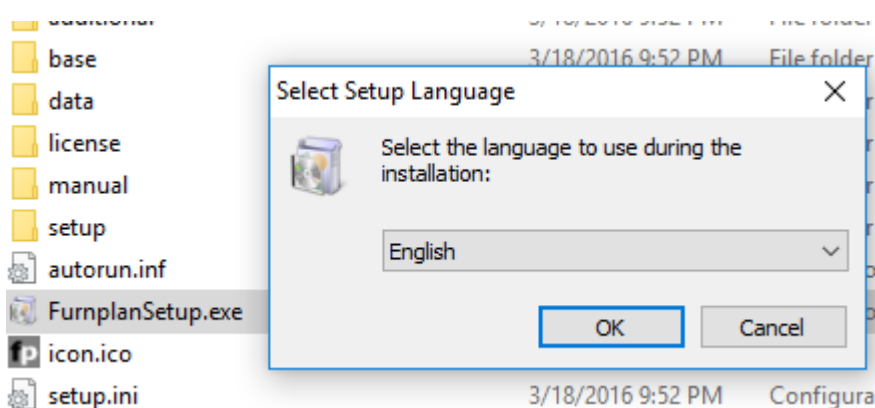 base 3/18/2016 9:52 PM File folder
Select Setup Language
data
Select the language to use during the
license
installation:
manual
setup
English
autorun.inf
FurnplanSetup.exe
OK Cancel
fp icon.ico
setup.ini 3/18/2016 9:52 PM Configura